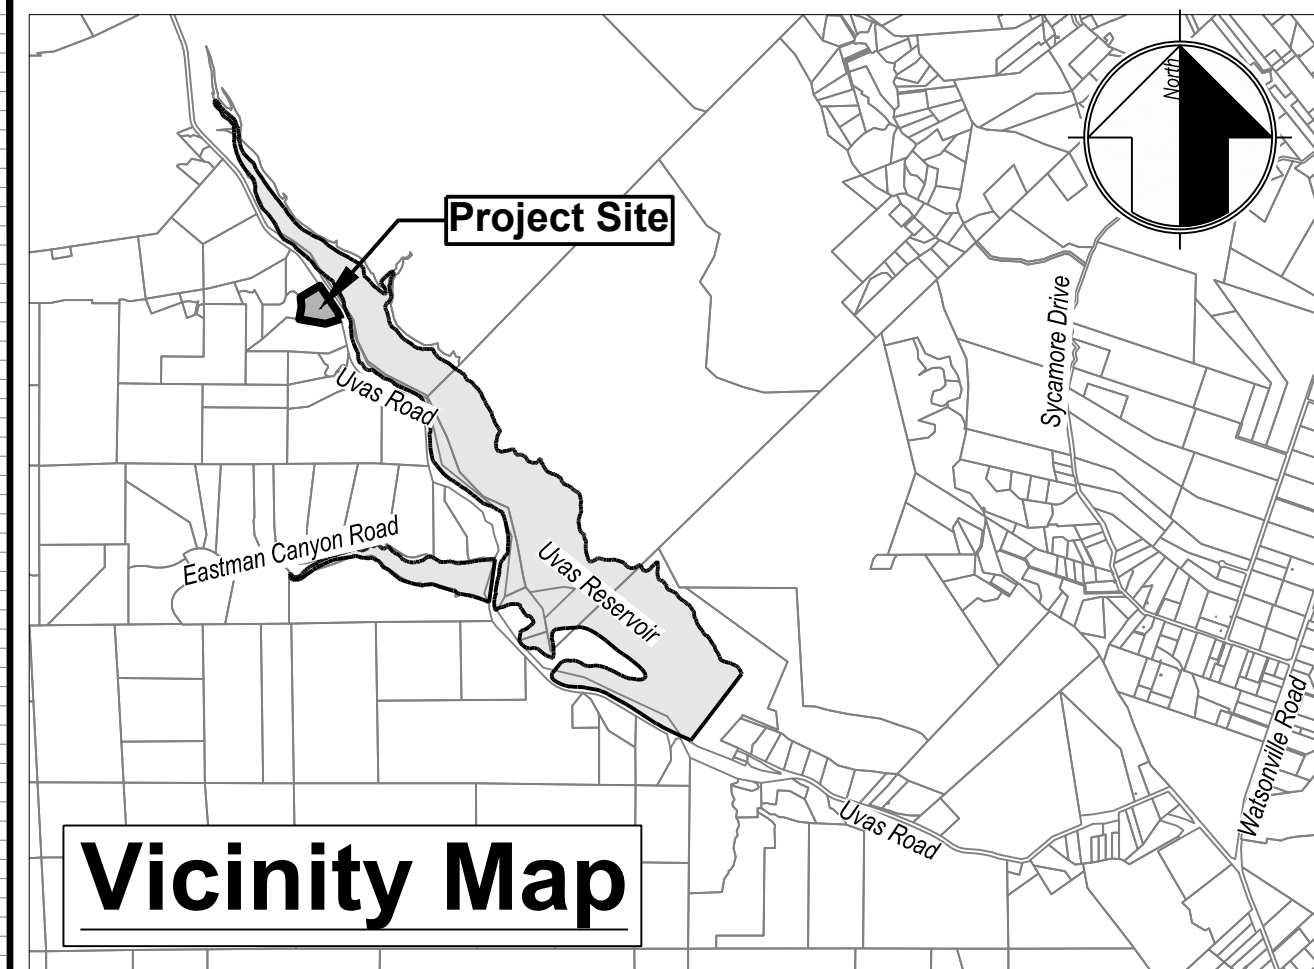 North
Project Site
Sycamore Drive
Uvas Road
Eastman Canyon Road
Uvas Reservoir
Watsonville Road
Uvas Road
Vicinity Map